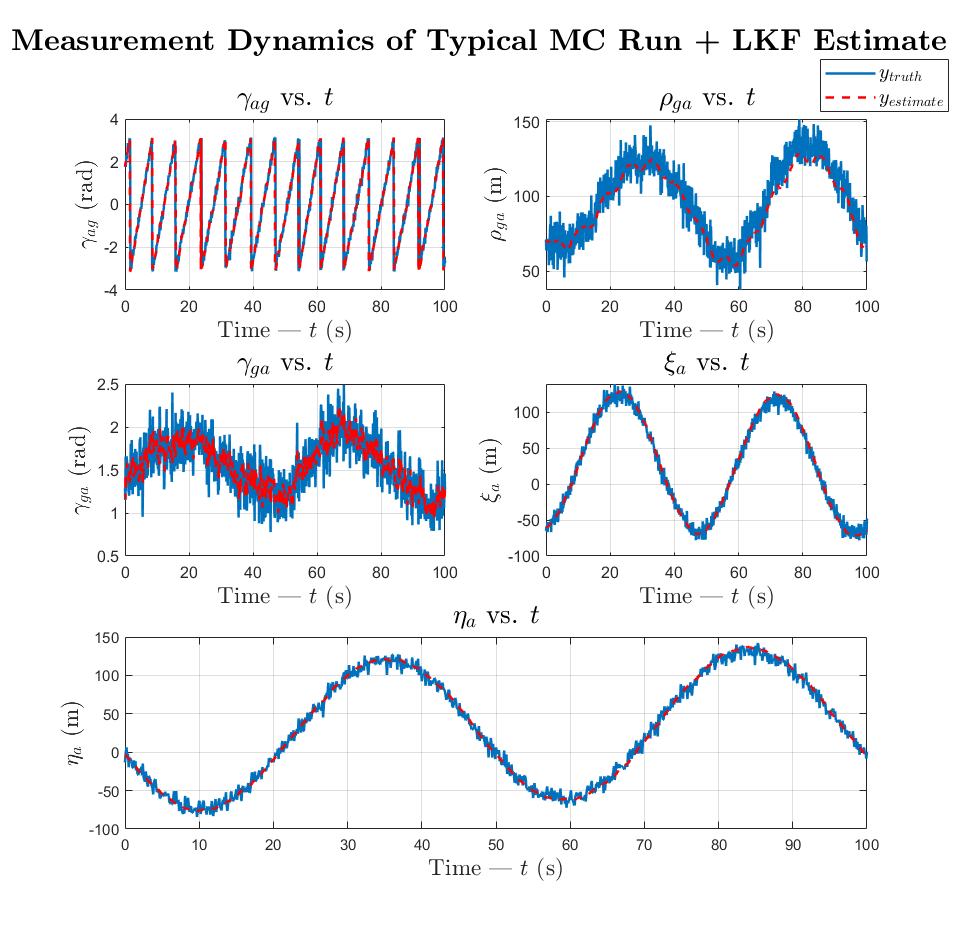 Measurement Dynamics of Typical MC Run + LKF Estimate
y_truth
y_estimate
γ_ag vs. t
γ_ag (rad)
4
2
0
-2
-4
0 20 40 60 80 100
Time — t (s)
ρ_ga vs. t
ρ_ga (m)
150
100
50
0 20 40 60 80 100
Time — t (s)
γ_ga vs. t
γ_ga (rad)
2.5
2
1.5
1
0.5
0 20 40 60 80 100
Time — t (s)
ξ_a vs. t
ξ_a (m)
100
50
0
-50
-100
0 20 40 60 80 100
Time — t (s)
η_a vs. t
η_a (m)
150
100
50
0
-50
-100
0 10 20 30 40 50 60 70 80 90 100
Time — t (s)